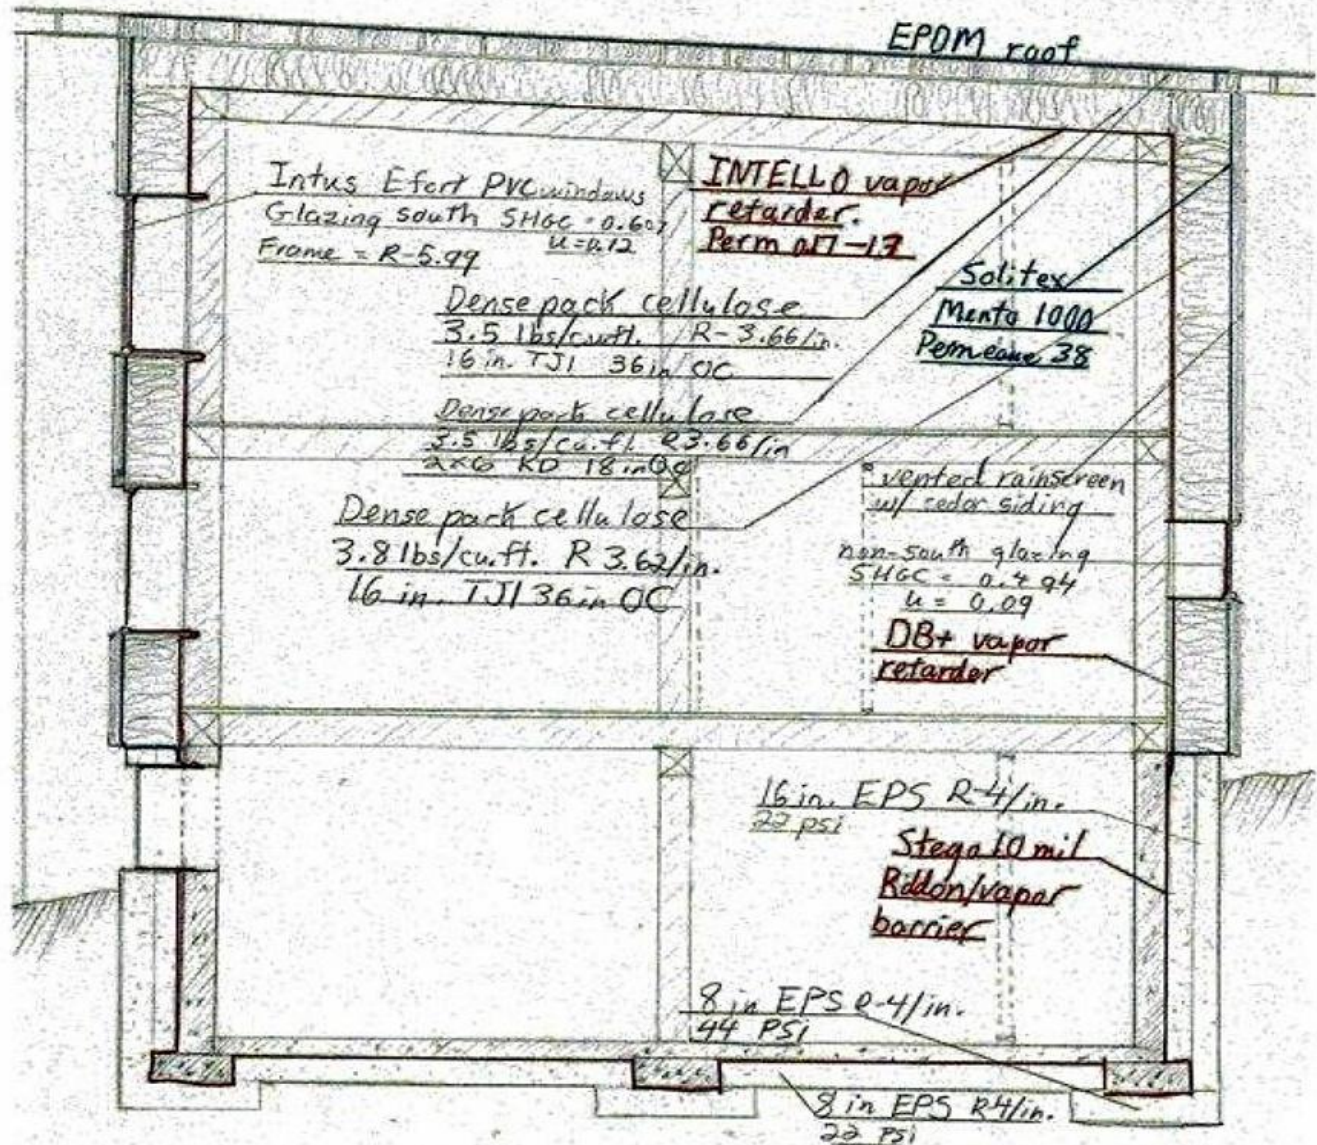 EPDM roof
Intus Efort PVC windows
Glazing south SHGC = 0.607
u=0.12
Frame = R-5.99
INTELLO vapor
retarder.
Perm 0.17-13
Solitex
Mento 1000
Permeance 38
Dense pack cellulose
3.5 lbs/cu.ft. R-3.66/in.
16 in. TJI 36 in OC
Dense pack cellulose
3.5 lbs/cu.ft. R3.66/in
2x6 KD 18 in OC
Dense pack cellulose
3.8 lbs/cu.ft. R 3.62/in.
16 in. TJI 36 in OC
vented rainscreen
w/ cedar siding
non-south glazing
SHGC = 0.494
u = 0.09
DB+ vapor
retarder
16 in. EPS R-4/in.
22 psi
Stego 10 mil
Raddon/vapor
barrier
8 in EPS R-4/in.
44 PSI
8 in EPS R4/in.
22 psi